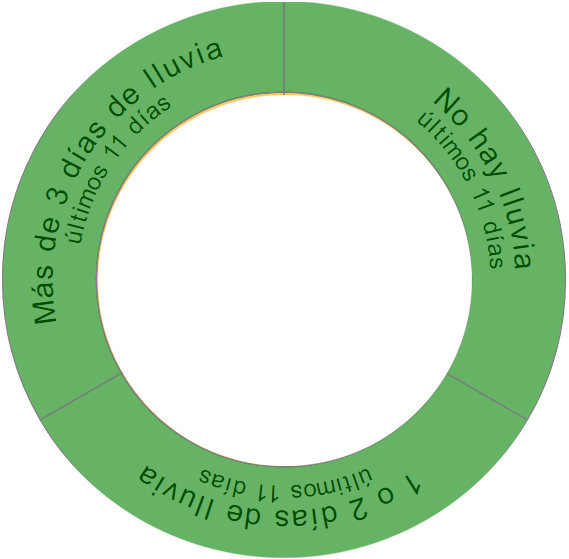 No hay lluvia
últimos 11 días
1 o 2 días de lluvia
últimos 11 días
Más de 3 días de lluvia
últimos 11 días